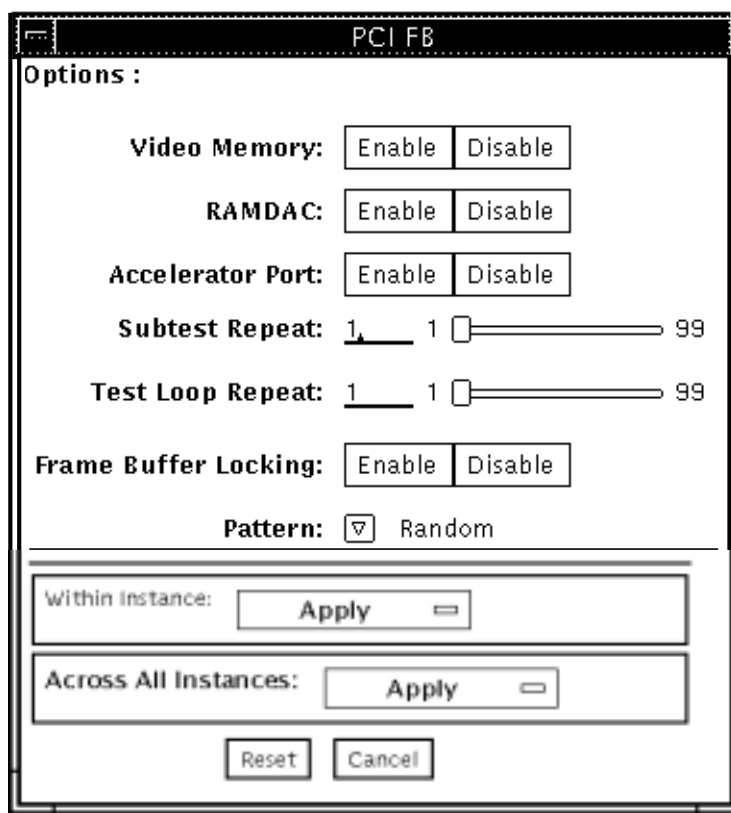 PCI FB
Options :
Video Memory: Enable Disable
RAMDAC: Enable Disable
Accelerator Port: Enable Disable
Subtest Repeat: 1 1 99
Test Loop Repeat: 1 1 99
Frame Buffer Locking: Enable Disable
Pattern: Random
Within Instance: Apply
Across All Instances: Apply
Reset Cancel